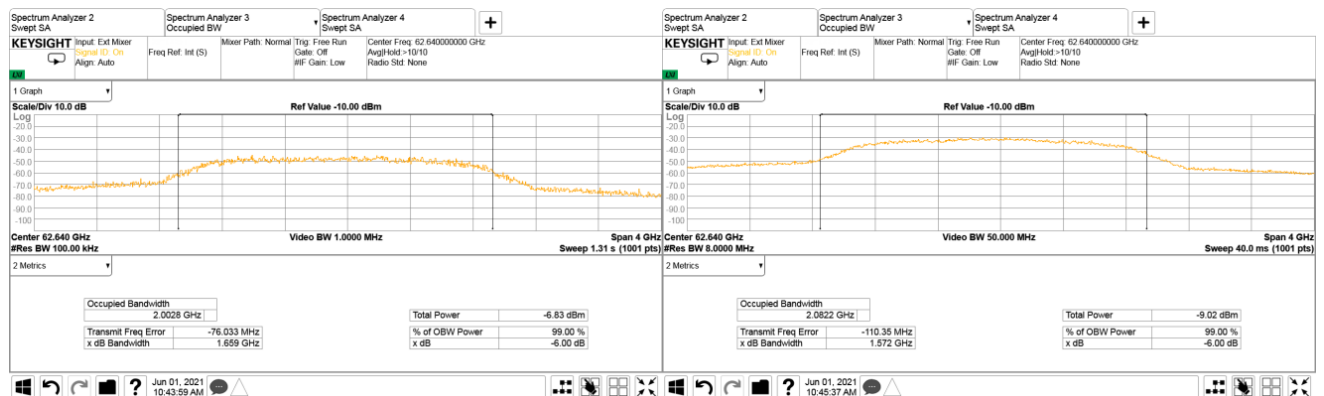 Spectrum Analyzer 2
Swept SA
Spectrum Analyzer 3
Occupied BW
Spectrum Analyzer 4
Swept SA
KEYSIGHT
Input: Ext Mixer
Signal ID: On
Align: Auto
Freq Ref: Int (S)
Mixer Path: Normal
Trig: Free Run
Gate: Off
#IF Gain: Low
Center Freq: 62.640000000 GHz
Avg|Hold:>10/10
Radio Std: None
LXI
1 Graph
Scale/Div 10.0 dB
Ref Value -10.00 dBm
Log
-20.0
-30.0
-40.0
-50.0
-60.0
-70.0
-80.0
-90.0
-100
Center 62.640 GHz
Video BW 1.0000 MHz
Span 4 GHz
#Res BW 100.00 kHz
Sweep 1.31 s (1001 pts)
2 Metrics
Occupied Bandwidth
2.0028 GHz
Total Power -6.83 dBm
Transmit Freq Error -76.033 MHz
% of OBW Power 99.00 %
x dB Bandwidth 1.659 GHz
x dB -6.00 dB
?
Jun 01, 2021
10:43:59 AM
Spectrum Analyzer 2
Swept SA
Spectrum Analyzer 3
Occupied BW
Spectrum Analyzer 4
Swept SA
KEYSIGHT
Input: Ext Mixer
Signal ID: On
Align: Auto
Freq Ref: Int (S)
Mixer Path: Normal
Trig: Free Run
Gate: Off
#IF Gain: Low
Center Freq: 62.640000000 GHz
Avg|Hold:>10/10
Radio Std: None
LXI
1 Graph
Scale/Div 10.0 dB
Ref Value -10.00 dBm
Log
-20.0
-30.0
-40.0
-50.0
-60.0
-70.0
-80.0
-90.0
-100
Center 62.640 GHz
Video BW 50.000 MHz
Span 4 GHz
#Res BW 8.0000 MHz
Sweep 40.0 ms (1001 pts)
2 Metrics
Occupied Bandwidth
2.0822 GHz
Total Power -9.02 dBm
Transmit Freq Error -110.35 MHz
% of OBW Power 99.00 %
x dB Bandwidth 1.572 GHz
x dB -6.00 dB
?
Jun 01, 2021
10:45:37 AM